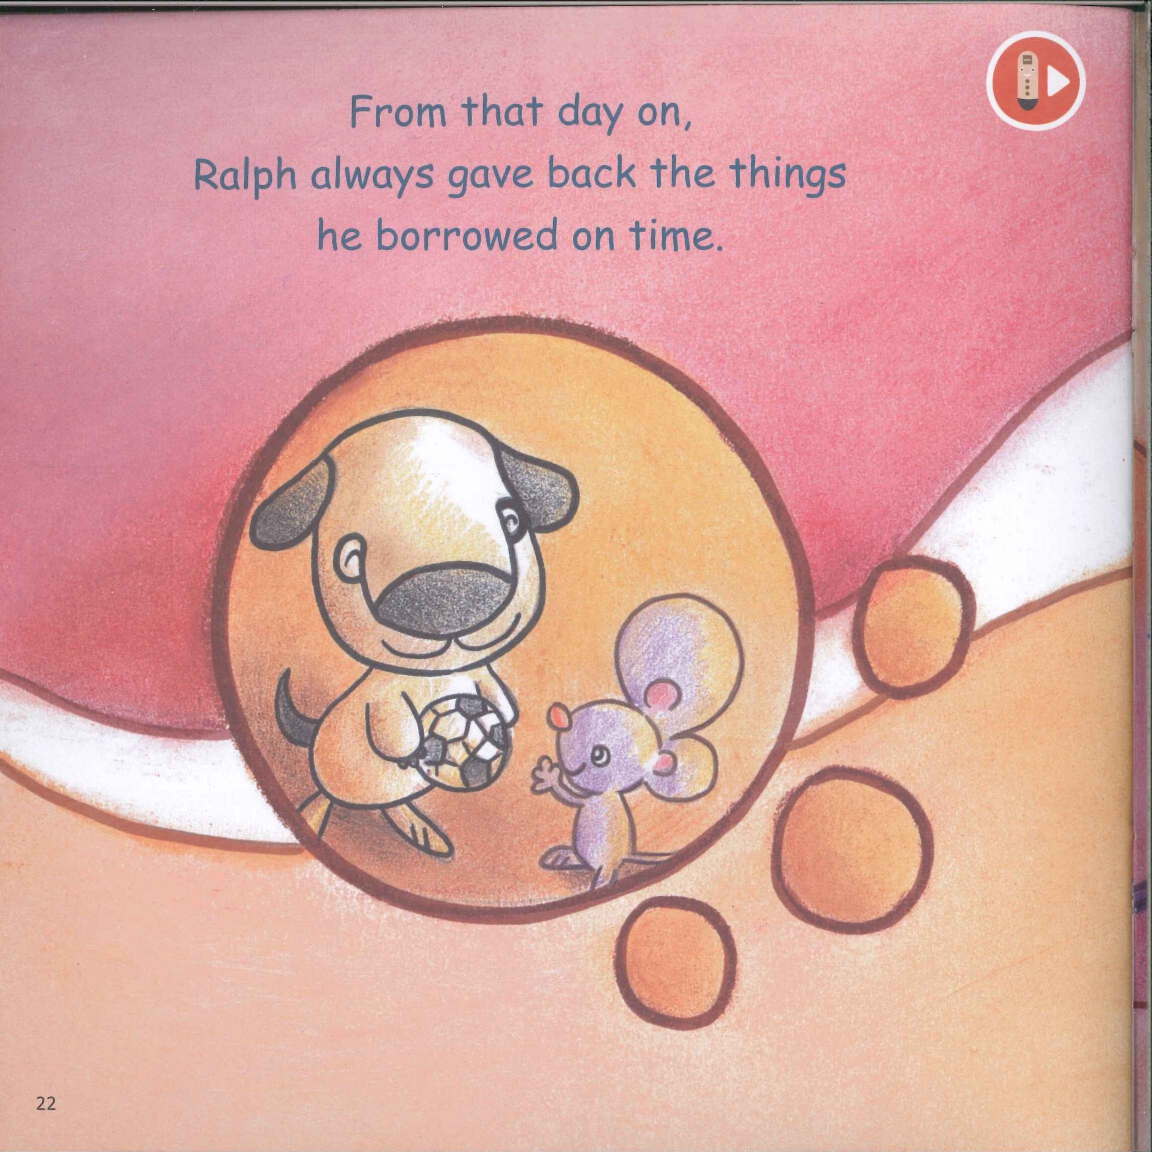 From that day on,
Ralph always gave back the things
he borrowed on time.
22